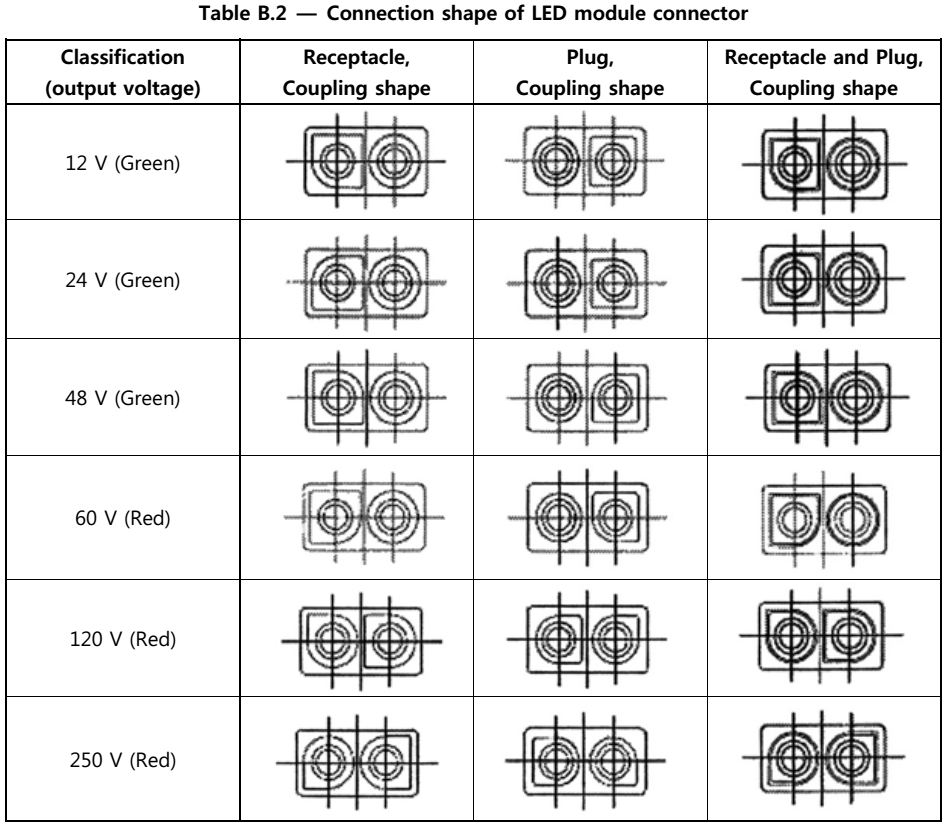 Table B.2 — Connection shape of LED module connector
Classification
(output voltage)
Receptacle,
Coupling shape
Plug,
Coupling shape
Receptacle and Plug,
Coupling shape
12 V (Green)
24 V (Green)
48 V (Green)
60 V (Red)
120 V (Red)
250 V (Red)